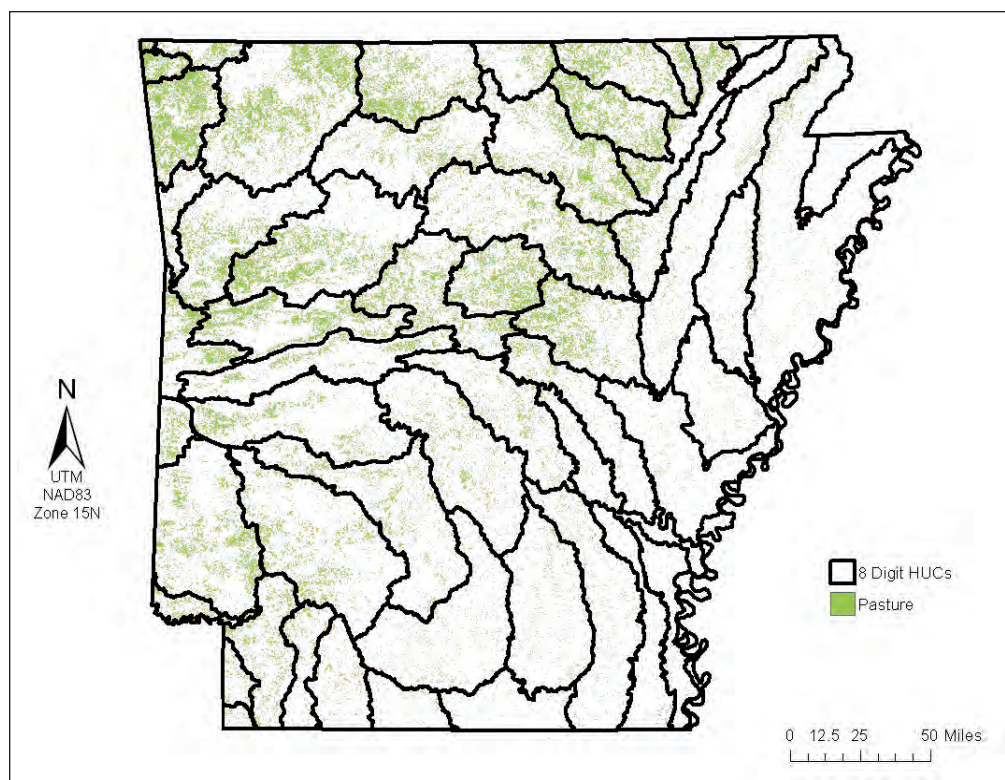 N
UTM
NAD83
Zone 15N
8 Digit HUCs
Pasture
0 12.5 25 50 Miles